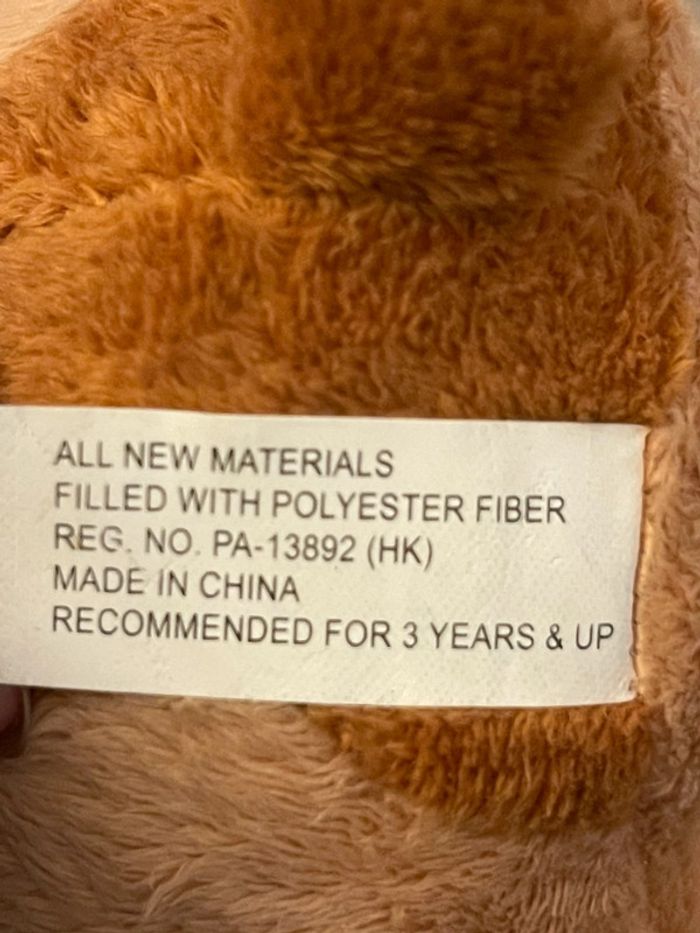 ALL NEW MATERIALS
FILLED WITH POLYESTER FIBER
REG. NO. PA-13892 (HK)
MADE IN CHINA
RECOMMENDED FOR 3 YEARS & UP